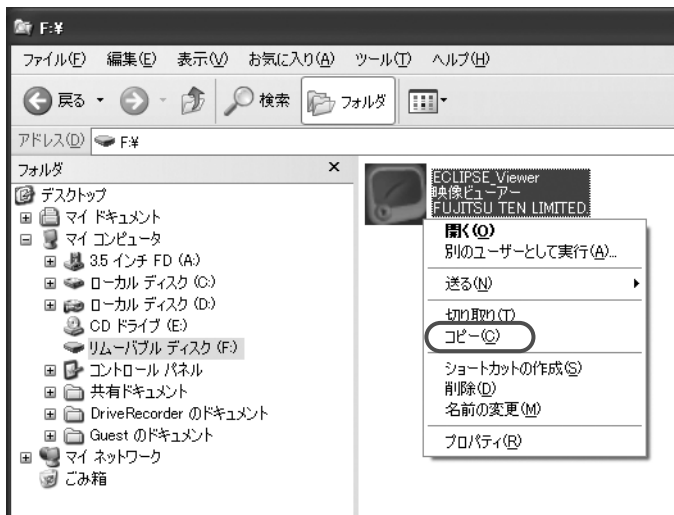 F:¥
ファイル(F) 編集(E) 表示(V) お気に入り(A) ツール(T) ヘルプ(H)
戻る 検索 フォルダ
アドレス(D) F:¥
フォルダ x
デスクトップ
マイ ドキュメント
マイ コンピュータ
3.5 インチ FD (A:)
ローカル ディスク (C:)
ローカル ディスク (D:)
CD ドライブ (E:)
リムーバブル ディスク (F:)
コントロール パネル
共有ドキュメント
DriveRecorder のドキュメント
Guest のドキュメント
マイ ネットワーク
ごみ箱
ECLIPSE_Viewer
映像ビューアー
FUJITSU TEN LIMITED
開く(O)
別のユーザーとして実行(A)...
送る(N)
切り取り(T)
コピー(C)
ショートカットの作成(S)
削除(D)
名前の変更(M)
プロパティ(R)